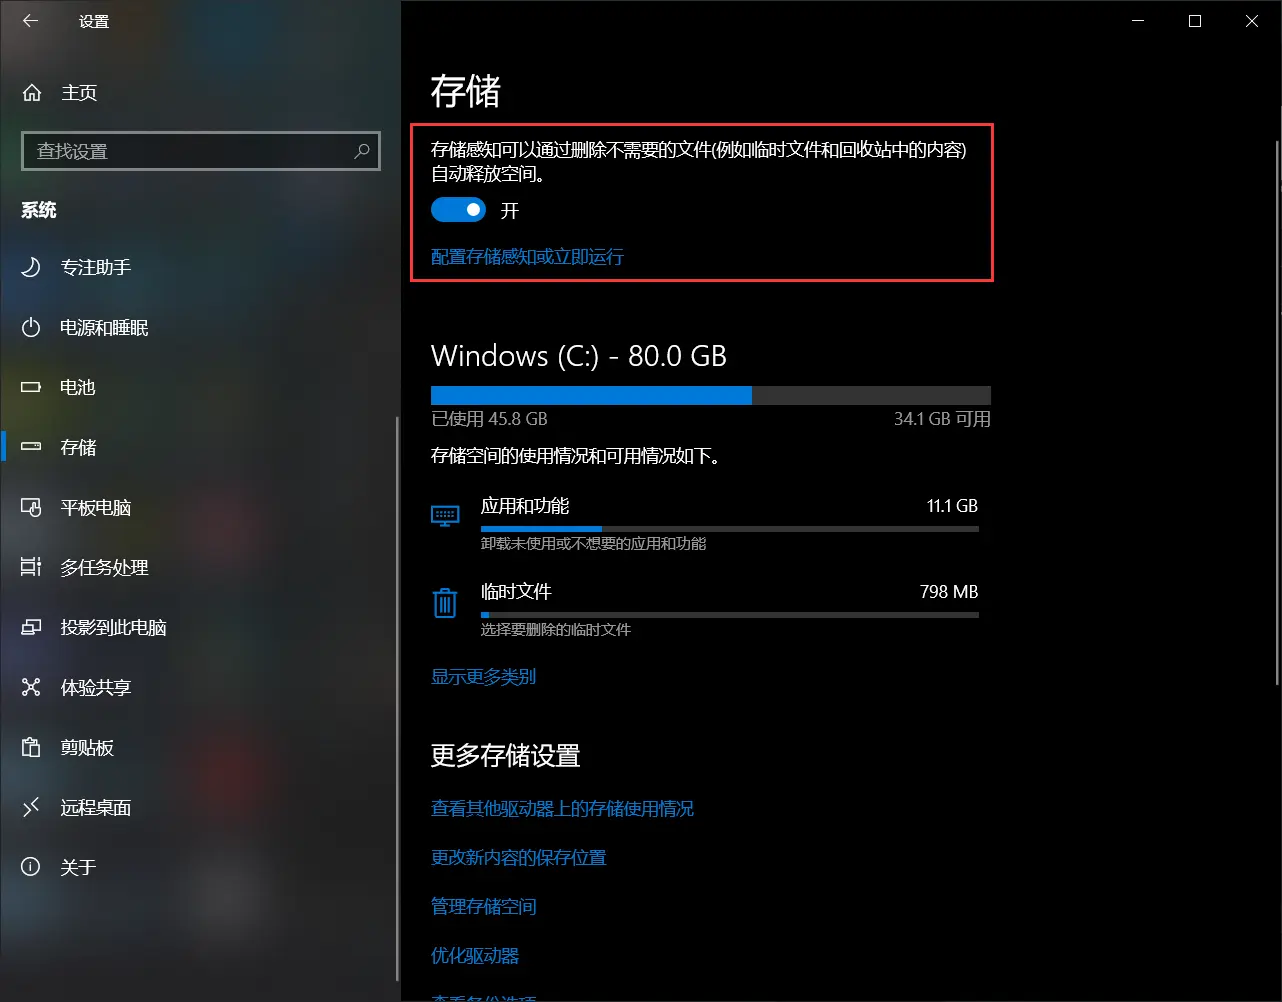 设置
主页
查找设置
系统
专注助手
电源和睡眠
电池
存储
平板电脑
多任务处理
投影到此电脑
体验共享
剪贴板
远程桌面
关于
存储
存储感知可以通过删除不需要的文件(例如临时文件和回收站中的内容)
自动释放空间。
开
配置存储感知或立即运行
Windows (C:) - 80.0 GB
已使用 45.8 GB
34.1 GB 可用
存储空间的使用情况和可用情况如下。
应用和功能
11.1 GB
卸载未使用或不想要的应用和功能
临时文件
798 MB
选择要删除的临时文件
显示更多类别
更多存储设置
查看其他驱动器上的存储使用情况
更改新内容的保存位置
管理存储空间
优化驱动器
查看备份选项